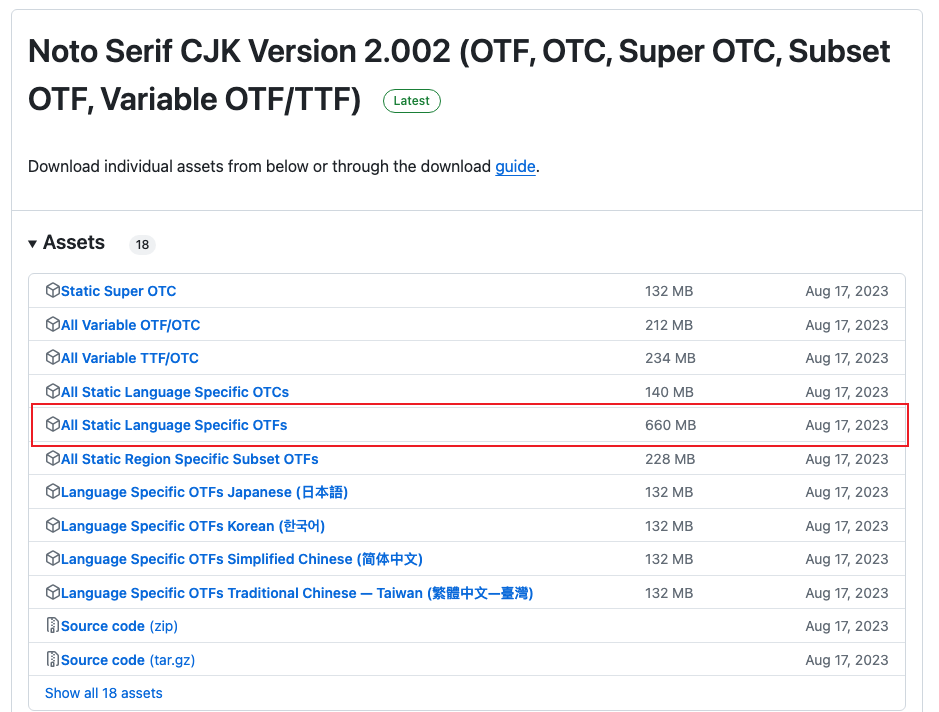 Noto Serif CJK Version 2.002 (OTF, OTC, Super OTC, Subset
OTF, Variable OTF/TTF) Latest
Download individual assets from below or through the download guide.
Assets 18
Static Super OTC 132 MB Aug 17, 2023
All Variable OTF/OTC 212 MB Aug 17, 2023
All Variable TTF/OTC 234 MB Aug 17, 2023
All Static Language Specific OTCs 140 MB Aug 17, 2023
All Static Language Specific OTFs 660 MB Aug 17, 2023
All Static Region Specific Subset OTFs 228 MB Aug 17, 2023
Language Specific OTFs Japanese (日本語) 132 MB Aug 17, 2023
Language Specific OTFs Korean (한국어) 132 MB Aug 17, 2023
Language Specific OTFs Simplified Chinese (简体中文) 132 MB Aug 17, 2023
Language Specific OTFs Traditional Chinese — Taiwan (繁體中文—臺灣) 132 MB Aug 17, 2023
Source code (zip) Aug 17, 2023
Source code (tar.gz) Aug 17, 2023
Show all 18 assets